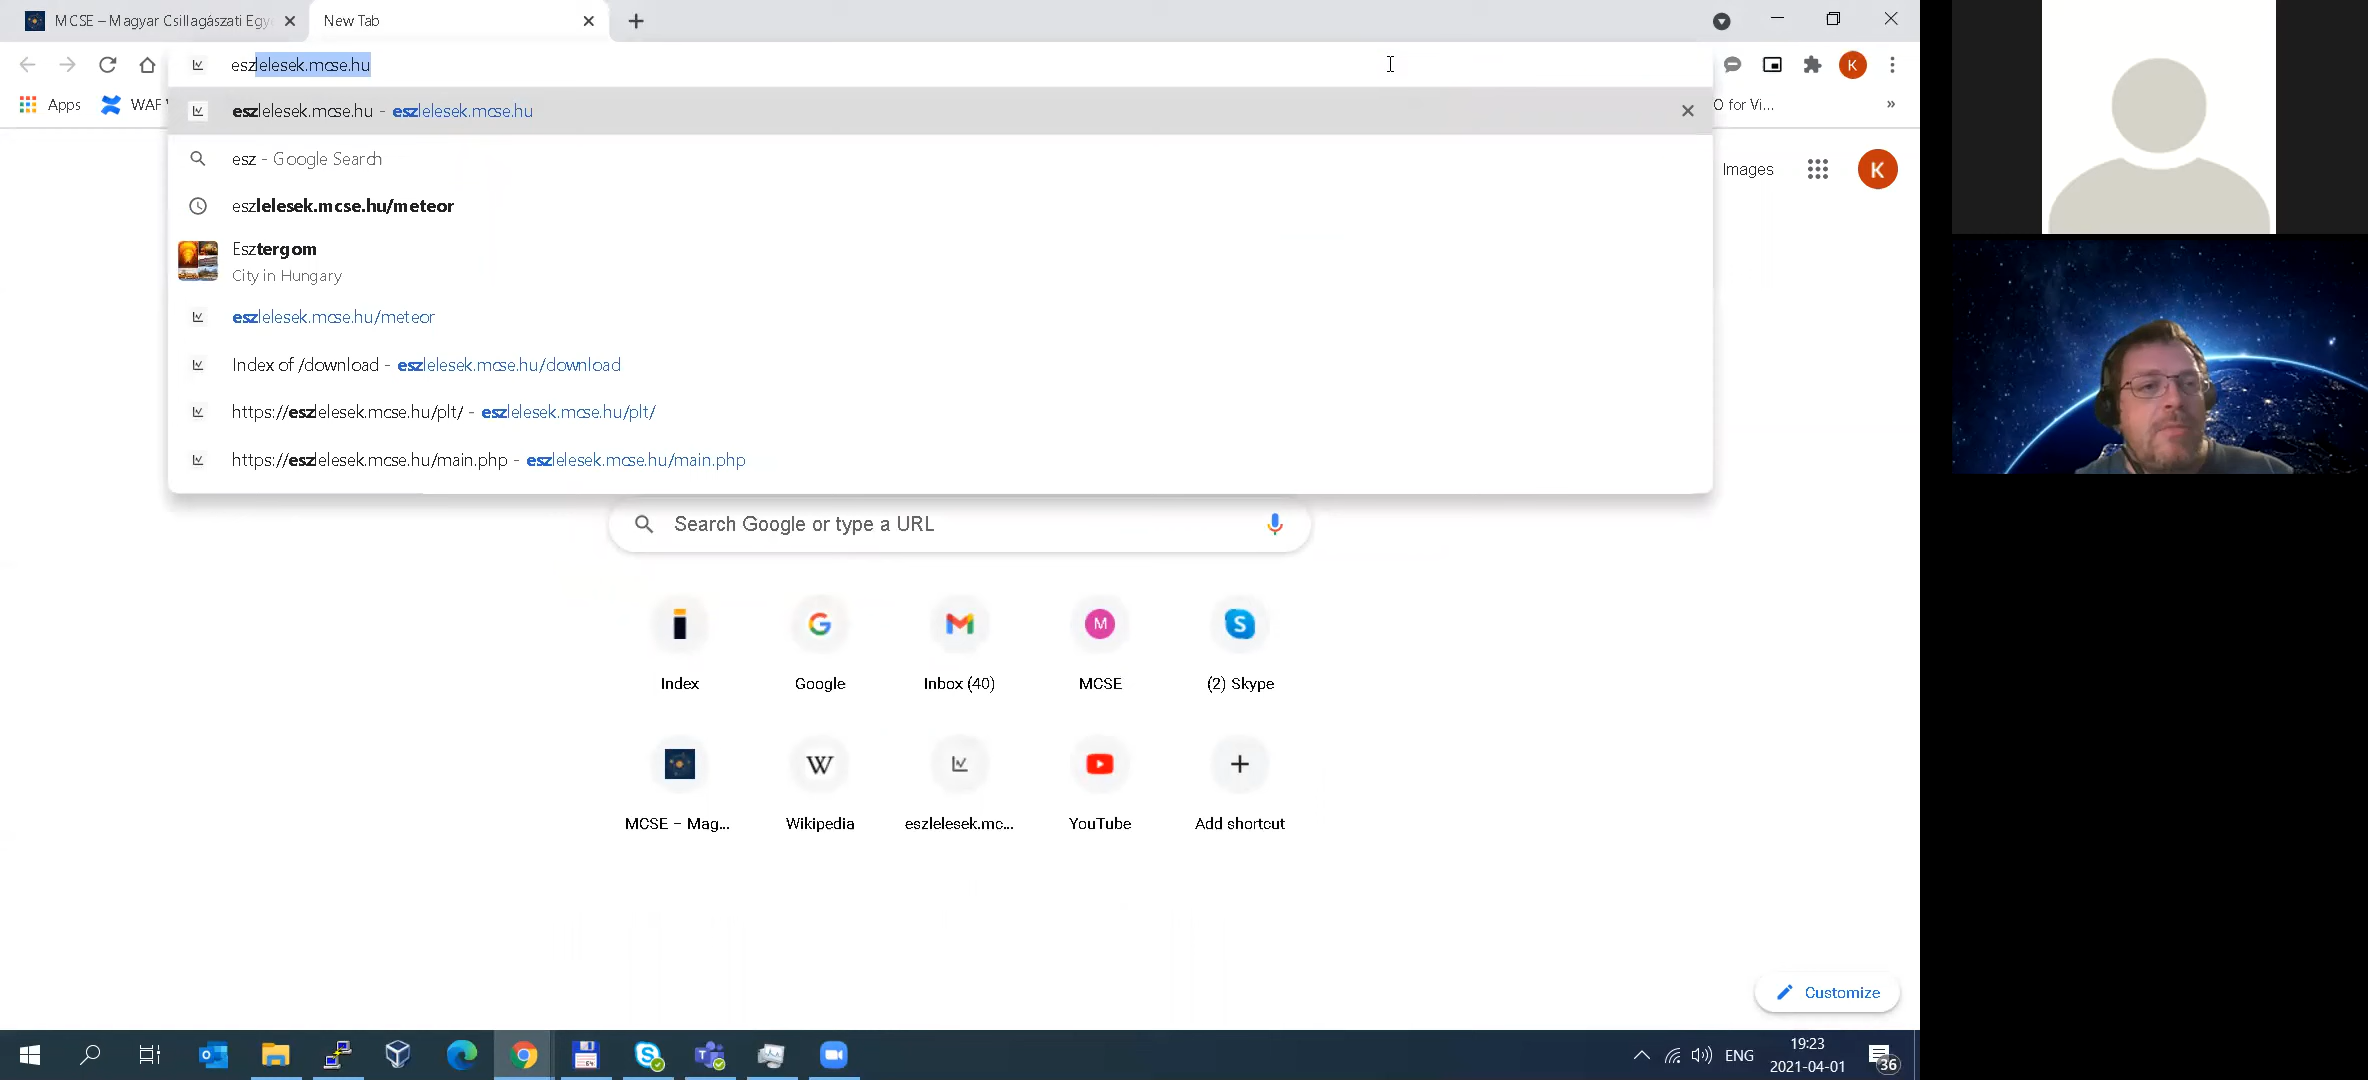 MCSE – Magyar Csillagászati Egye
New Tab
eszlelesek.mcse.hu
K
Apps
WAF
O for Vi...
»
eszlelesek.mcse.hu - eszlelesek.mcse.hu
esz - Google Search
eszlelesek.mcse.hu/meteor
Esztergom
City in Hungary
eszlelesek.mcse.hu/meteor
Index of /download - eszlelesek.mcse.hu/download
https://eszlelesek.mcse.hu/plt/ - eszlelesek.mcse.hu/plt/
https://eszlelesek.mcse.hu/main.php - eszlelesek.mcse.hu/main.php
Images
K
Search Google or type a URL
Index
Google
Inbox (40)
M
MCSE
(2) Skype
MCSE – Mag...
Wikipedia
eszlelesek.mc...
YouTube
Add shortcut
Customize
ENG
19:23
2021-04-01
36